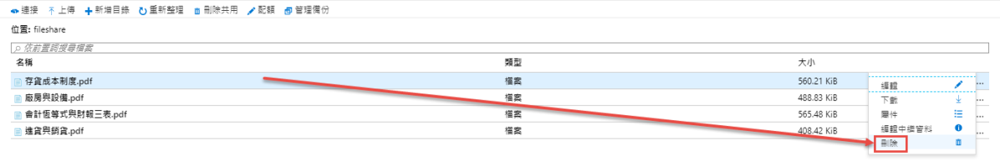 連接 上傳 新增目錄 重新整理 刪除共用 配額 管理備份
位置: fileshare
依前置詞搜尋檔案
名稱 類型 大小
存貨成本制度.pdf 檔案 560.21 KiB ...
廠房與設備.pdf 檔案 488.83 KiB ...
會計恆等式與財報三表.pdf 檔案 565.48 KiB ...
進貨與銷貨.pdf 檔案 408.42 KiB ...
編輯
下載
屬件
編輯中繼資料
刪除